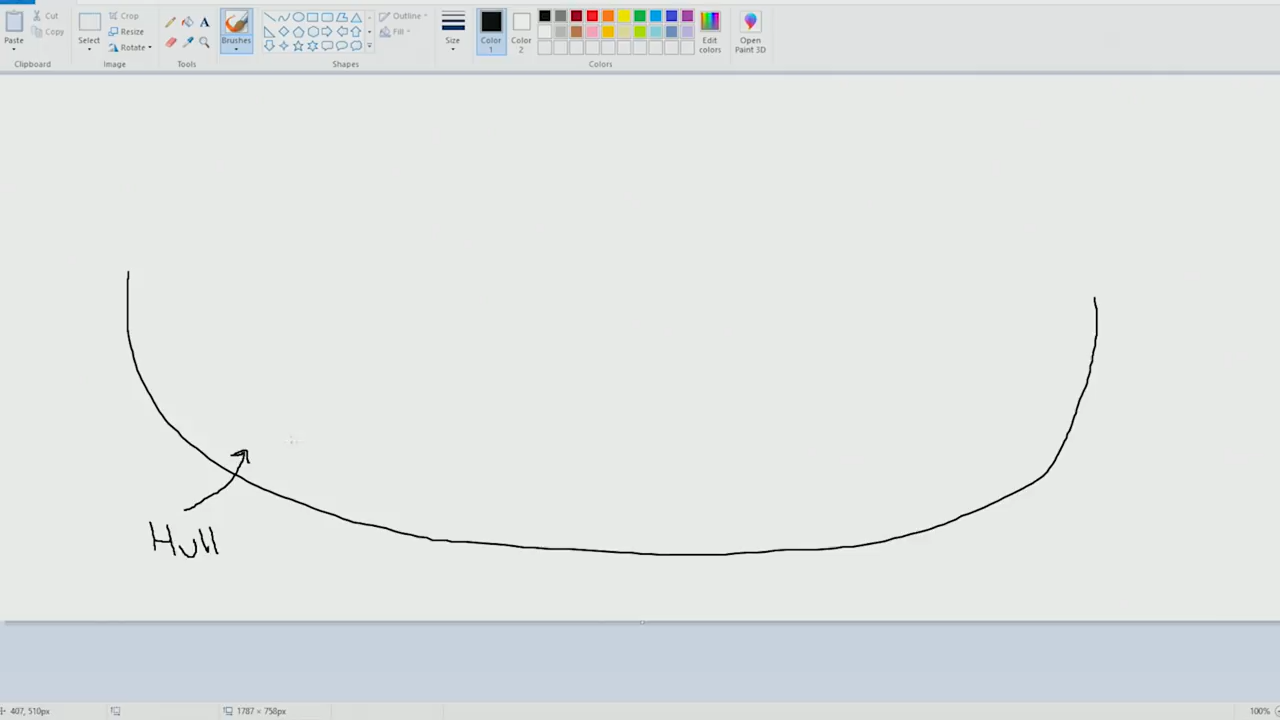 Paste
Cut
Copy
Clipboard
Select
Crop
Resize
Rotate
Image
Tools
Brushes
Shapes
Outline
Fill
Size
Color 1
Color 2
Edit colors
Colors
Open Paint 3D
Hull
407, 510px
1787 × 758px
100%